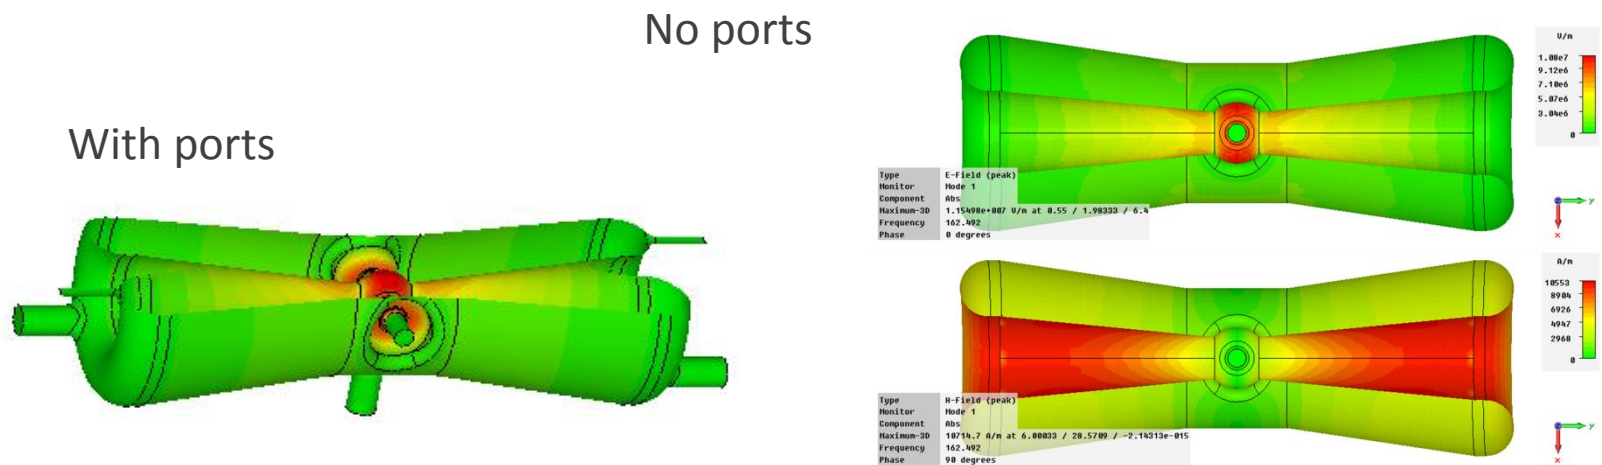 No ports
With ports
V/m
1.08e7
9.12e6
7.10e6
5.07e6
3.04e6
0
Type E-Field (peak)
Monitor Mode 1
Component Abs
Maximum-3D 1.15498e+007 V/m at 0.55 / 1.98333 / 6.4
Frequency 162.492
Phase 0 degrees
y
x
A/m
10553
8904
6926
4947
2968
0
Type H-Field (peak)
Monitor Mode 1
Component Abs
Maximum-3D 10714.7 A/m at 6.00033 / 28.5709 / -2.14313e-015
Frequency 162.492
Phase 90 degrees
y
x